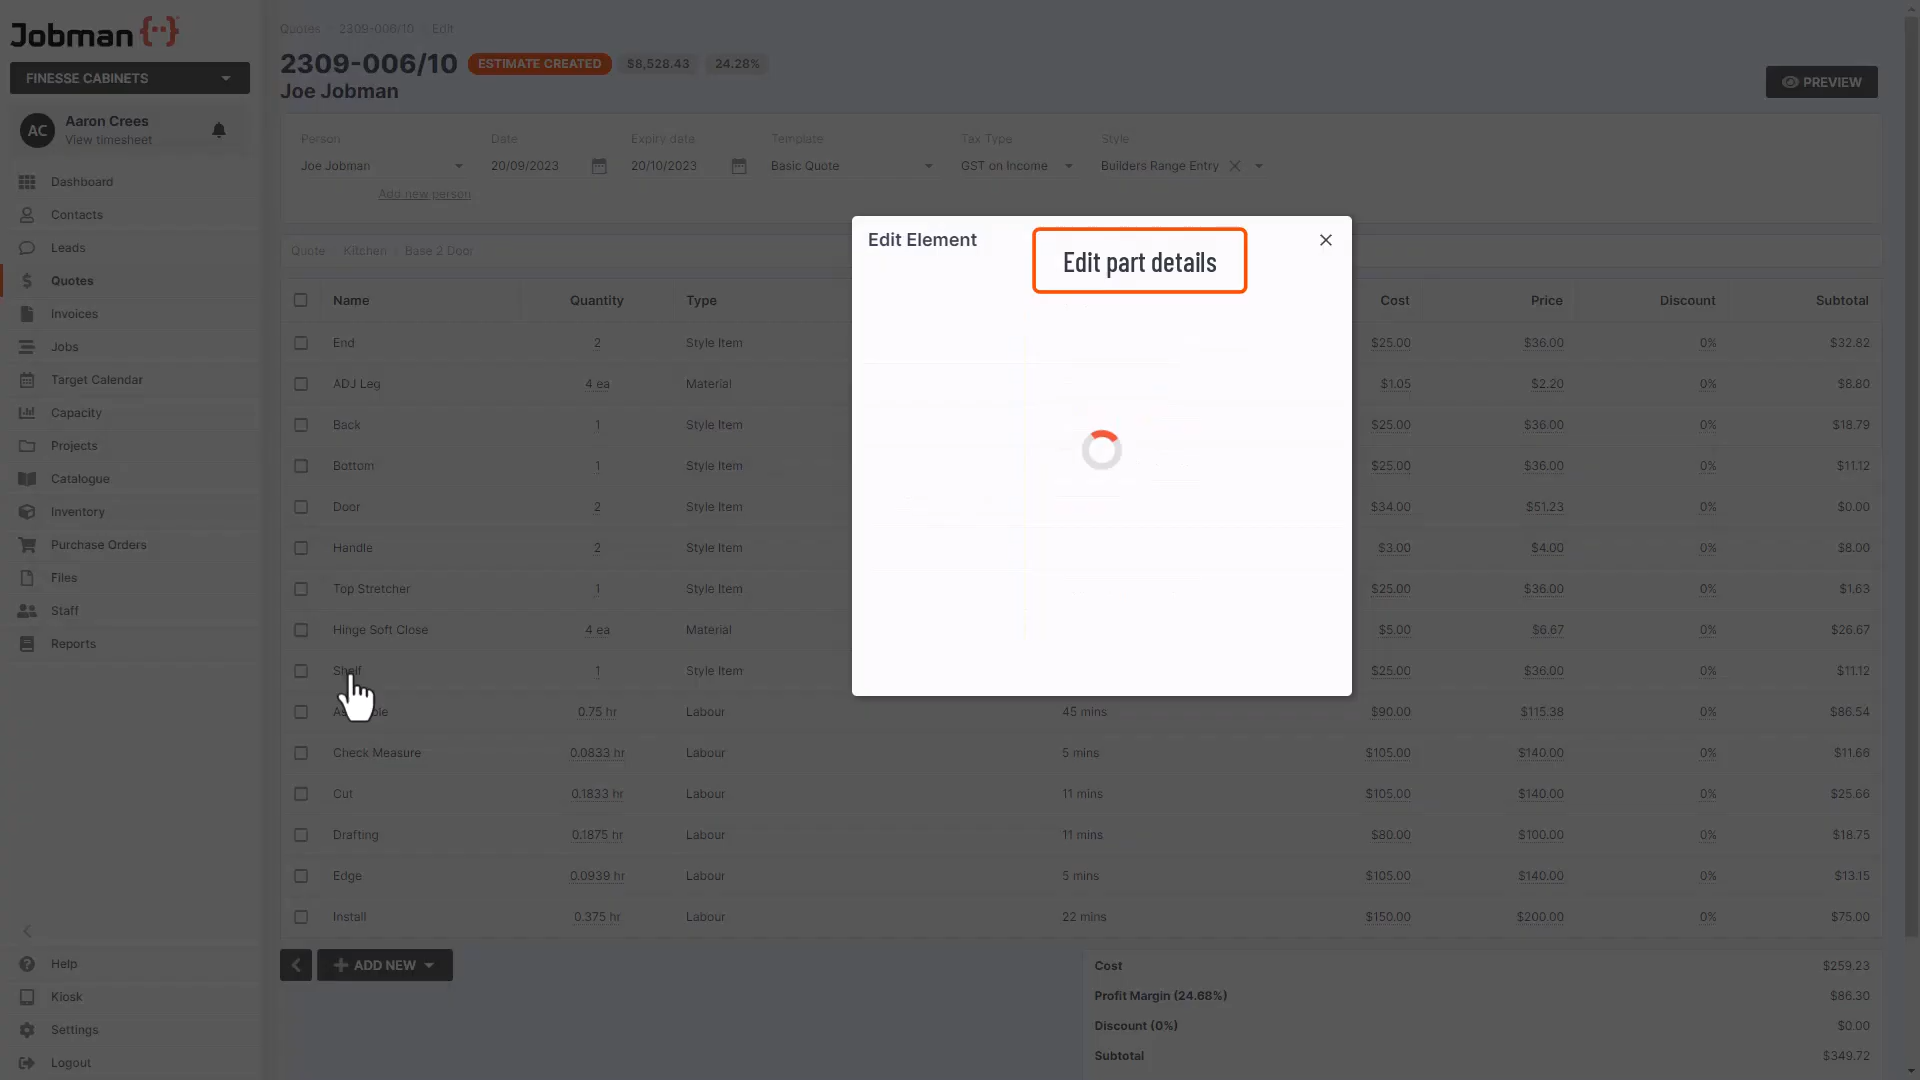 Jobman
FINESSE CABINETS
AC
Aaron Crees
View timesheet
Dashboard
Contacts
Leads
Quotes
Invoices
Jobs
Target Calendar
Capacity
Projects
Catalogue
Inventory
Purchase Orders
Files
Staff
Reports
Help
Kiosk
Settings
Logout
Quotes 2309-006/10 Edit
2309-006/10 ESTIMATE CREATED $8,528.43 24.28%
Joe Jobman
PREVIEW
Person Date Expiry date Template Tax Type Style
Joe Jobman 20/09/2023 20/10/2023 Basic Quote GST on Income Builders Range Entry
Add new person
Quote Kitchen Base 2 Door
Edit Element
Edit part details
Name Quantity Type Cost Price Discount Subtotal
End 2 Style Item $25.00 $36.00 0% $32.82
ADJ Leg 4 ea Material $1.05 $2.20 0% $8.80
Back 1 Style Item $25.00 $36.00 0% $18.79
Bottom 1 Style Item $25.00 $36.00 0% $11.12
Door 2 Style Item $34.00 $51.23 0% $0.00
Handle 2 Style Item $3.00 $4.00 0% $8.00
Top Stretcher 1 Style Item $25.00 $36.00 0% $1.63
Hinge Soft Close 4 ea Material $5.00 $6.67 0% $26.67
Shelf 1 Style Item $25.00 $36.00 0% $11.12
0.75 hr Labour 45 mins $90.00 $115.38 0% $86.54
Check Measure 0.0833 hr Labour 5 mins $105.00 $140.00 0% $11.66
Cut 0.1833 hr Labour 11 mins $105.00 $140.00 0% $25.66
Drafting 0.1875 hr Labour 11 mins $80.00 $100.00 0% $18.75
Edge 0.0939 hr Labour 5 mins $105.00 $140.00 0% $13.15
Install 0.375 hr Labour 22 mins $150.00 $200.00 0% $75.00
ADD NEW
Cost $259.23
Profit Margin (24.68%) $86.30
Discount (0%) $0.00
Subtotal $349.72